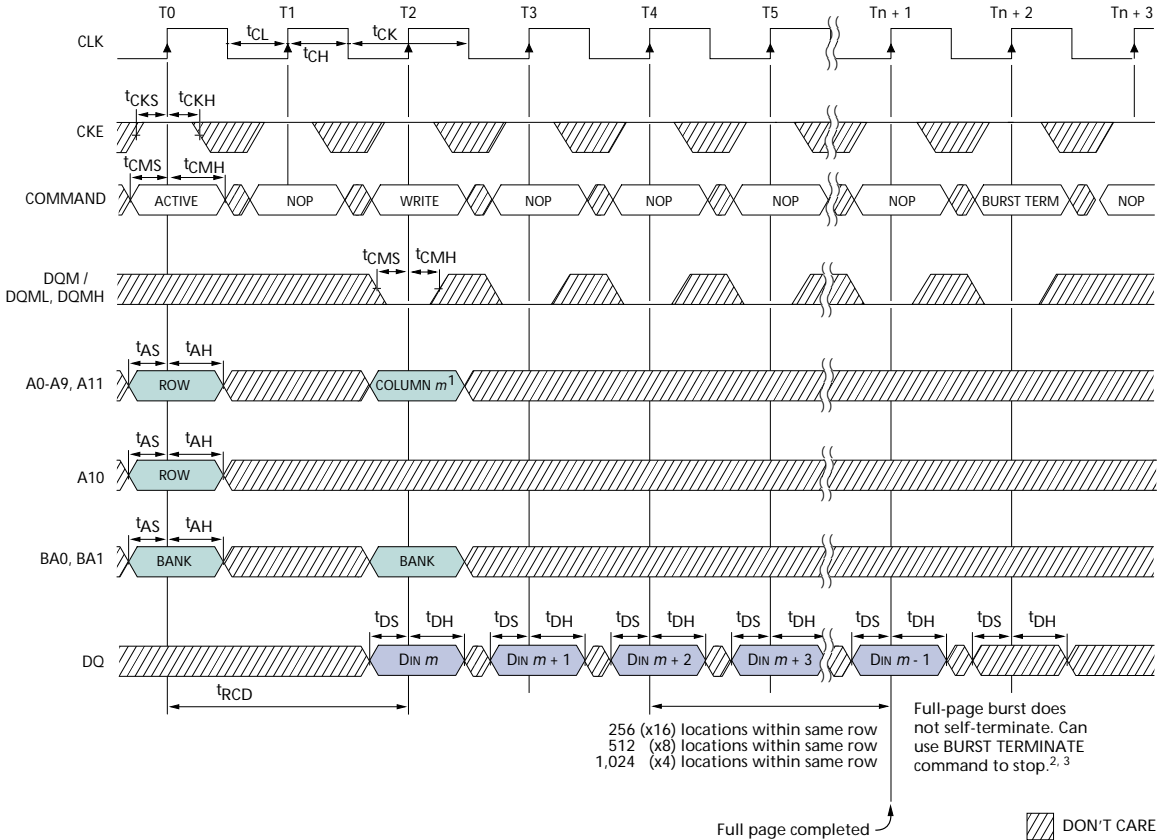 T0 T1 T2 T3 T4 T5 Tn + 1 Tn + 2 Tn + 3
CLK
tCL
tCH
tCK
tCKS tCKH
CKE
tCMS tCMH
COMMAND ACTIVE NOP WRITE NOP NOP NOP NOP BURST TERM NOP
tCMS tCMH
DQM /
DQML, DQMH
tAS tAH
A0-A9, A11 ROW COLUMN m1
tAS tAH
A10 ROW
tAS tAH
BA0, BA1 BANK BANK
tDS tDH tDS tDH tDS tDH tDS tDH tDS tDH tDS tDH
DQ DIN m DIN m + 1 DIN m + 2 DIN m + 3 DIN m - 1
tRCD
256 (x16) locations within same row
512 (x8) locations within same row
1,024 (x4) locations within same row
Full-page burst does
not self-terminate. Can
use BURST TERMINATE
command to stop.2, 3
Full page completed
DON'T CARE